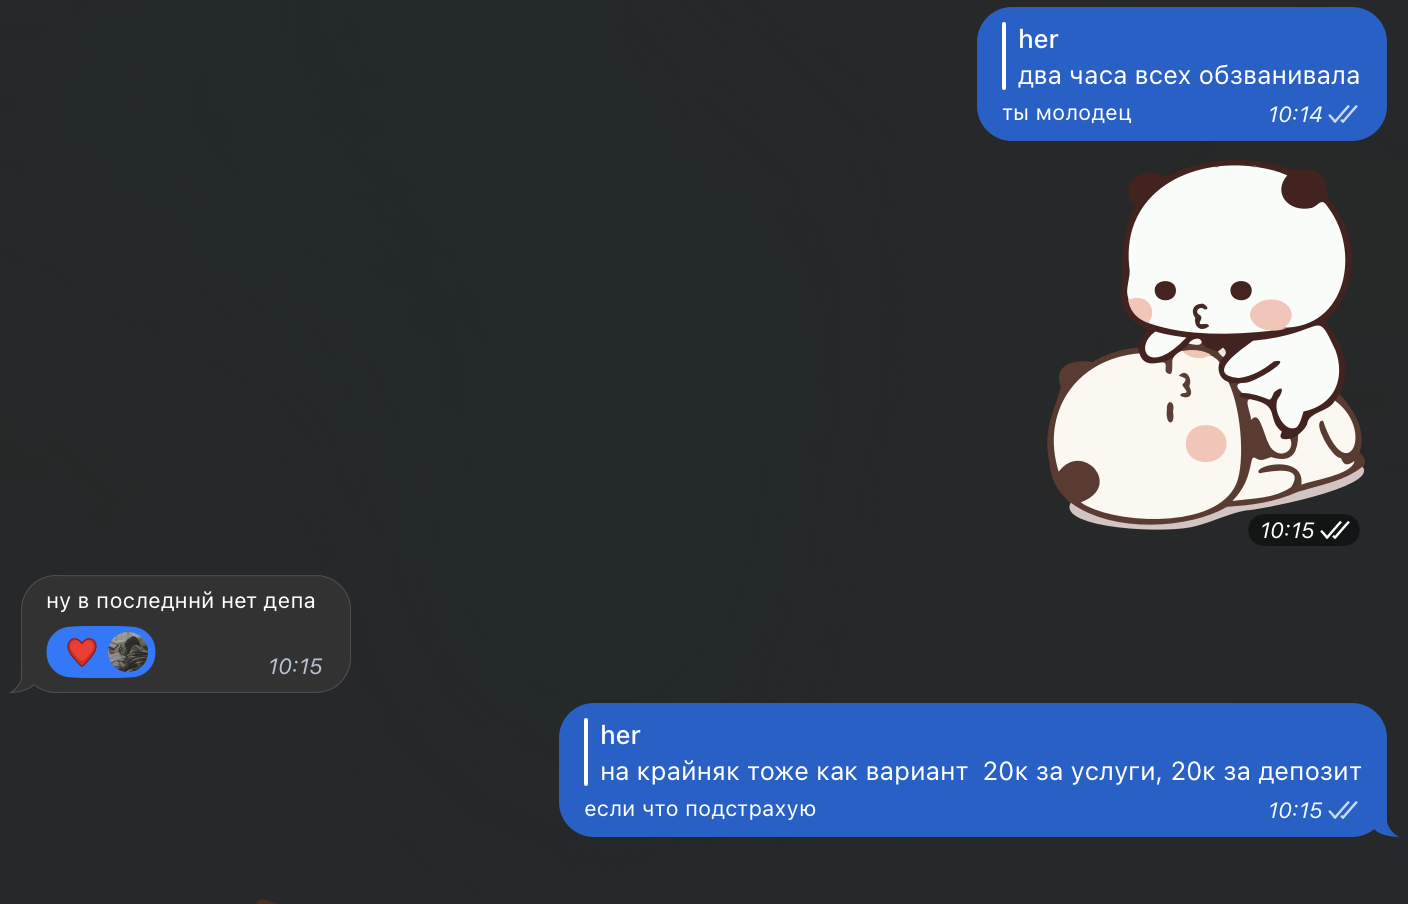 her
два часа всех обзванивала
ты молодец
10:14
10:15
ну в последннй нет депа
10:15
her
на крайняк тоже как вариант  20к за услуги, 20к за депозит
если что подстрахую
10:15